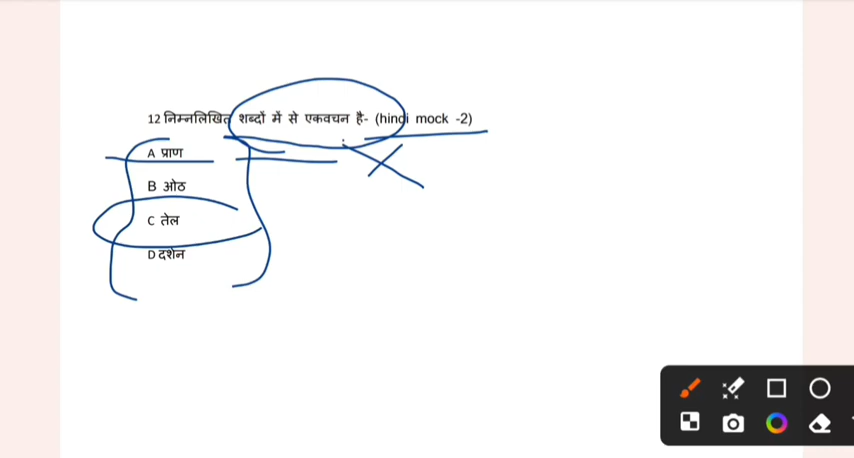 12 निम्नलिखित शब्दों में से एकवचन है- (hindi mock -2)
A प्राण
B ओठ
C तेल
D दर्शन